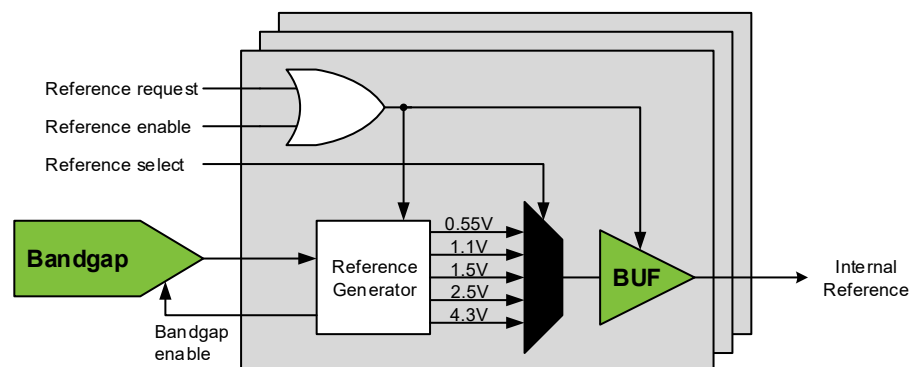 Reference request
Reference enable
Reference select
Bandgap
Reference
Generator
0.55V
1.1V
1.5V
2.5V
4.3V
BUF
Internal
Reference
Bandgap
enable